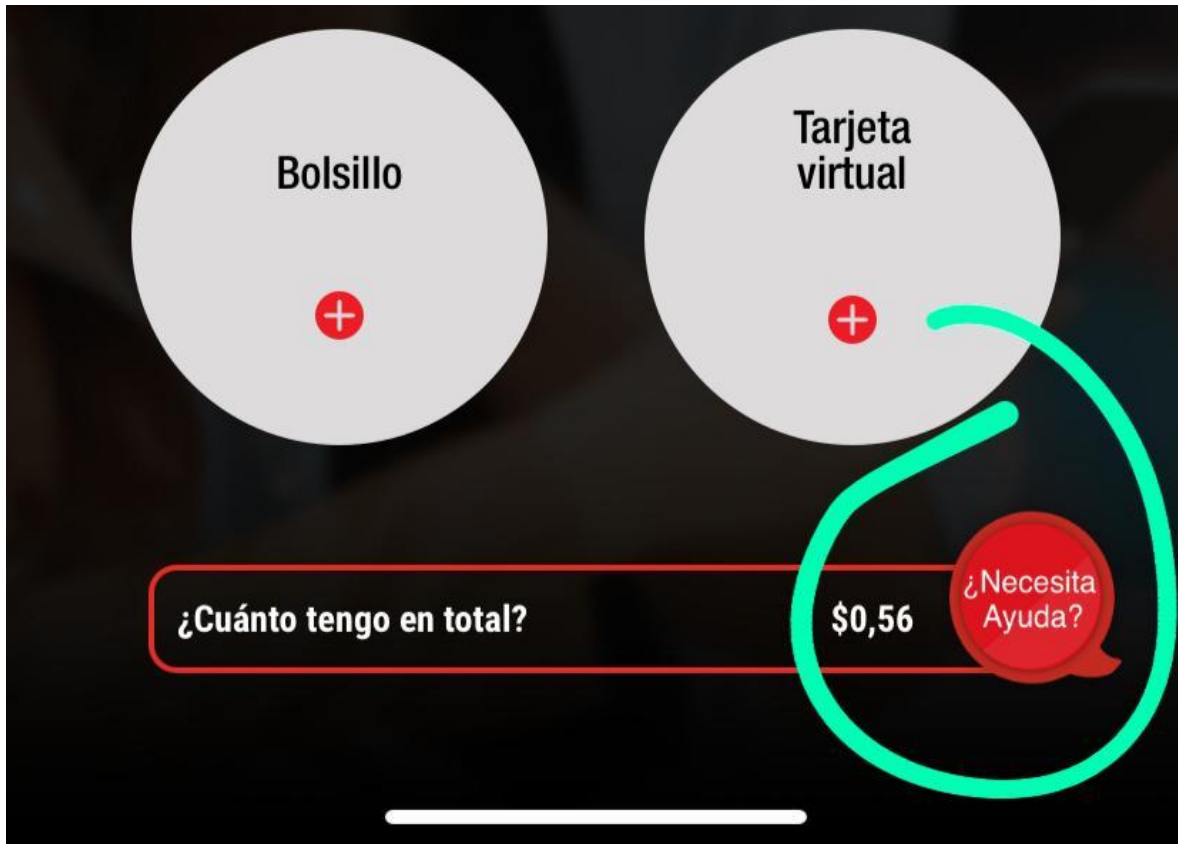 Bolsillo
Tarjeta
virtual
¿Cuánto tengo en total?
$0,56
¿Necesita
Ayuda?